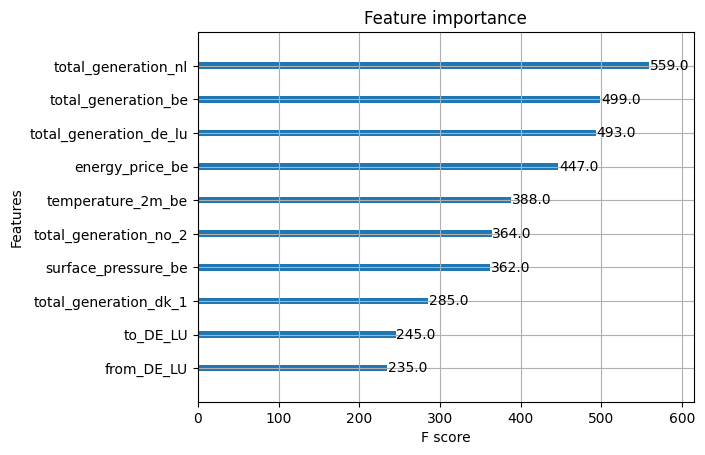 Feature importance
Features
total_generation_nl 559.0
total_generation_be 499.0
total_generation_de_lu 493.0
energy_price_be 447.0
temperature_2m_be 388.0
total_generation_no_2 364.0
surface_pressure_be 362.0
total_generation_dk_1 285.0
to_DE_LU 245.0
from_DE_LU 235.0
0 100 200 300 400 500 600
F score